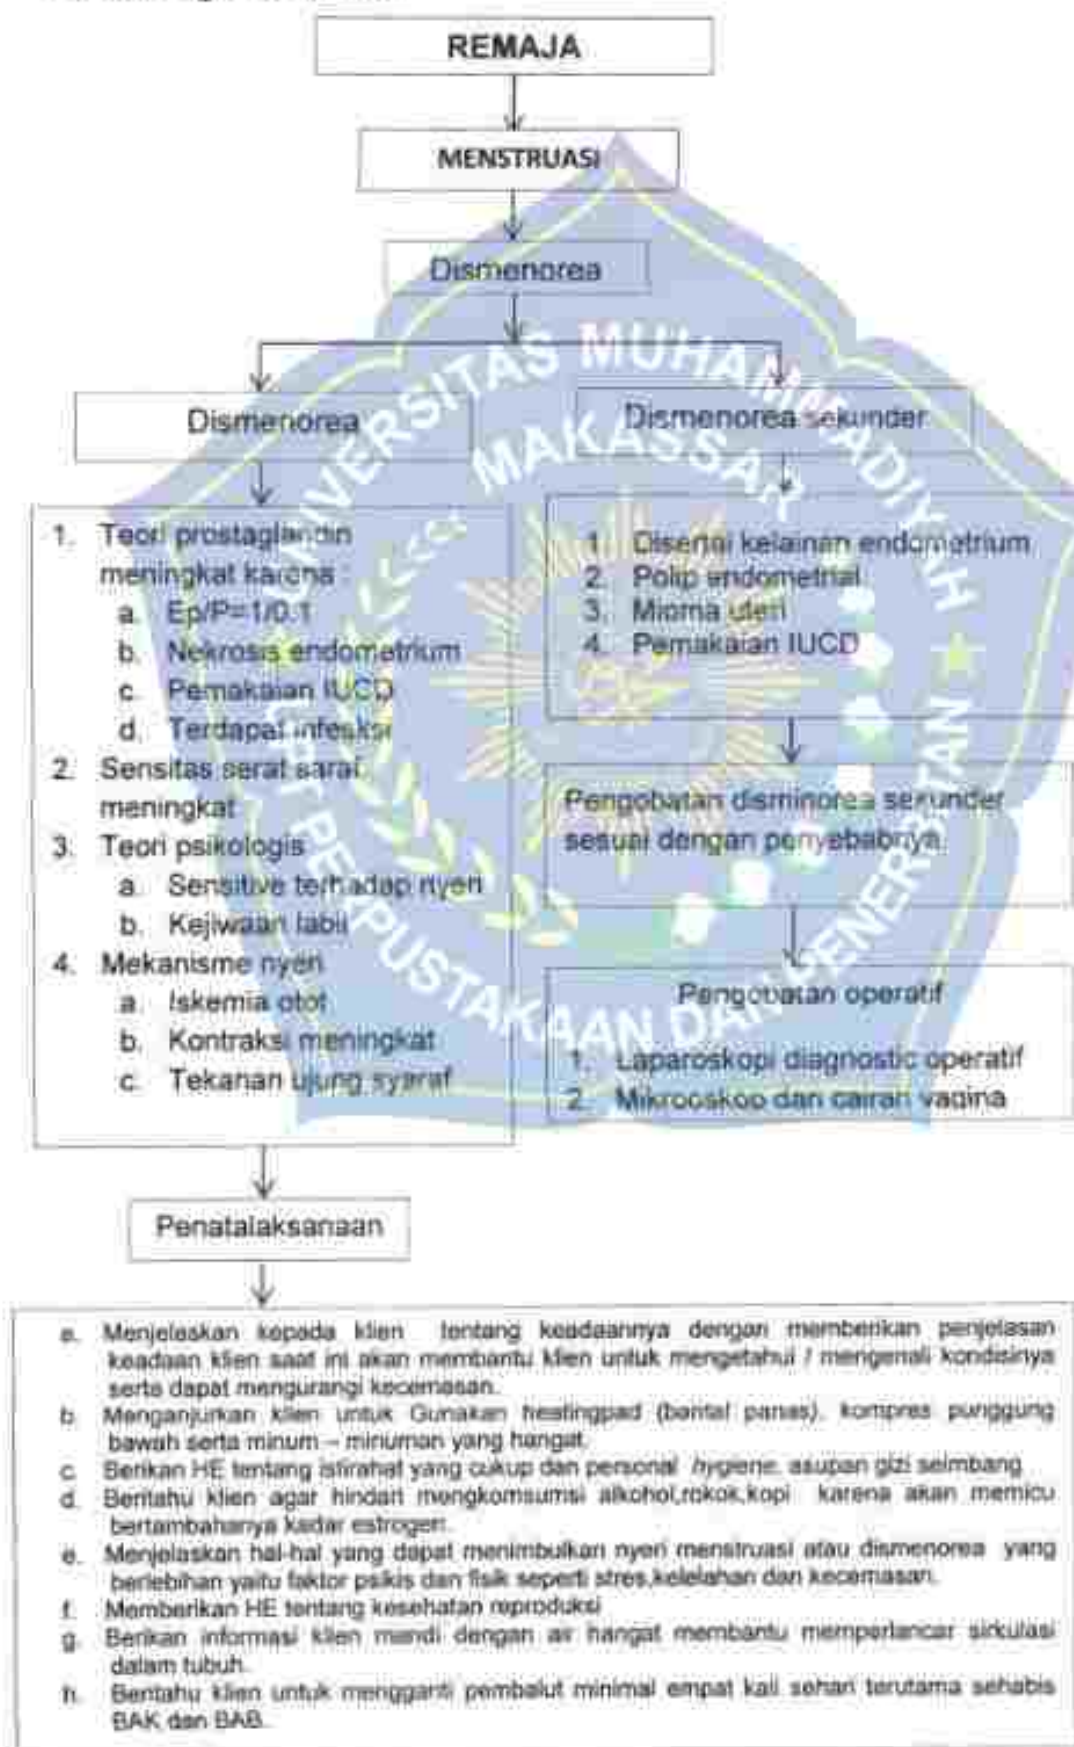 REMAJA
MENSTRUASI
Dismenorea
Dismenorea
Dismenorea sekunder
1. Teori prostaglandin
meningkat karena :
a. Ep/P=1/0.1
b. Nekrosis endometrium
c. Pemakaian IUCD
d. Terdapat infeaksi
2. Sensitas serat saraf
meningkat
3. Teori psikologis
a. Sensitive terhadap nyeri
b. Kejiwaan labil
4. Mekanisme nyeri
a. Iskemia otot
b. Kontraksi meningkat
c. Tekanan ujung syaraf
1. Disertai kelainan endometrium
2. Polip endometrial
3. Mioma uteri
4. Pemakaian IUCD
Pengobatan disminorea sekunder
sesuai dengan penyebabnya
Pengobatan operatif
1. Laparoskopi diagnostic operatif
2. Mikrooskop dan cairan vagina
Penatalaksanaan
a. Menjelaskan kepada klien tentang keadaannya dengan memberikan penjelasan
keadaan klien saat ini akan membantu klien untuk mengetahui / mengenali kondisinya
serta dapat mengurangi kecemasan.
b. Menganjurkan klien untuk Gunakan heatingpad (bantal panas), kompres punggung
bawah serta minum – minuman yang hangat.
c. Berikan HE tentang istirahat yang cukup dan personal hygiene, asupan gizi seimbang
d. Beritahu klien agar hindari mengkomsumsi alkohol,rokok,kopi karena akan memicu
bertambahanya kadar estrogen.
e. Menjelaskan hal-hal yang dapat menimbulkan nyeri menstruasi atau dismenorea yang
berlebihan yaitu faktor psikis dan fisik seperti stres,kelelahan dan kecemasan.
f. Memberikan HE tentang kesehatan reproduksi
g. Berikan informasi klien mandi dengan air hangat membantu memperlancar sirkulasi
dalam tubuh.
h. Beritahu klien untuk mengganti pembalut minimal empat kali sehari terutama sehabis
BAK dan BAB.
UNIVERSITAS MUHAMMADIYAH
MAKASSAR
PERPUSTAKAAN DAN PENERBITAN